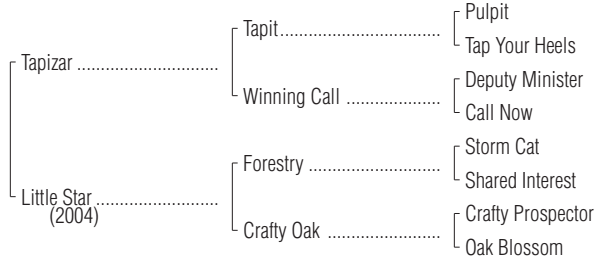 Pulpit
Tapit
Tap Your Heels
Tapizar
Deputy Minister
Winning Call
Call Now
Storm Cat
Forestry
Shared Interest
Little Star
(2004)
Crafty Prospector
Crafty Oak
Oak Blossom